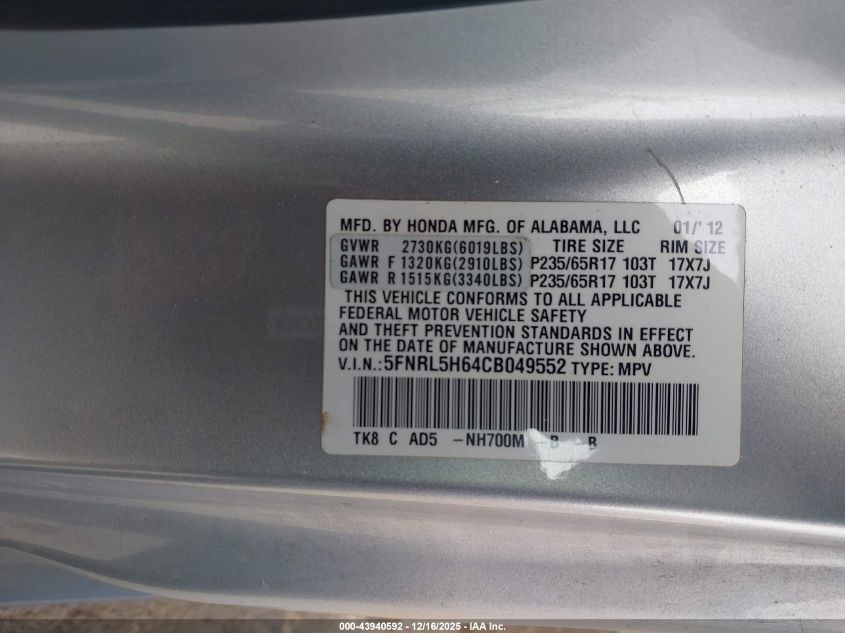 MFD. BY HONDA MFG. OF ALABAMA, LLC 01/'12
GVWR 2730KG(6019LBS) TIRE SIZE RIM SIZE
GAWR F 1320KG(2910LBS) P235/65R17 103T 17X7J
GAWR R 1515KG(3340LBS) P235/65R17 103T 17X7J
THIS VEHICLE CONFORMS TO ALL APPLICABLE
FEDERAL MOTOR VEHICLE SAFETY
AND THEFT PREVENTION STANDARDS IN EFFECT
ON THE DATE OF MANUFACTURE SHOWN ABOVE.
V.I.N.:5FNRL5H64CB049552 TYPE: MPV
TK8 C AD5 -NH700M -B B
000-43940592 - 12/16/2025 - IAA Inc.